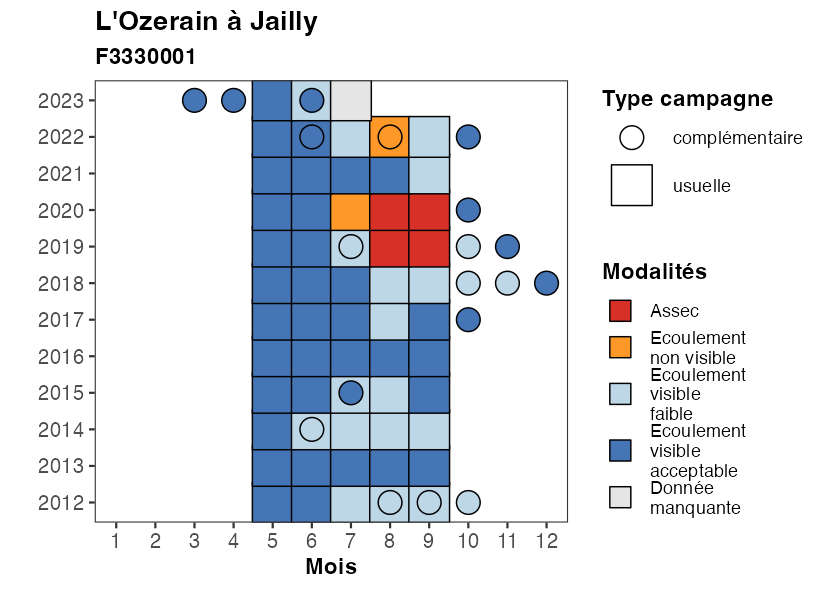 L'Ozerain à Jailly
F3330001
2023
2022
2021
2020
2019
2018
2017
2016
2015
2014
2013
2012
1 2 3 4 5 6 7 8 9 10 11 12
Mois
Type campagne
complémentaire
usuelle
Modalités
Assec
Ecoulement
non visible
Ecoulement
visible
faible
Ecoulement
visible
acceptable
Donnée
manquante